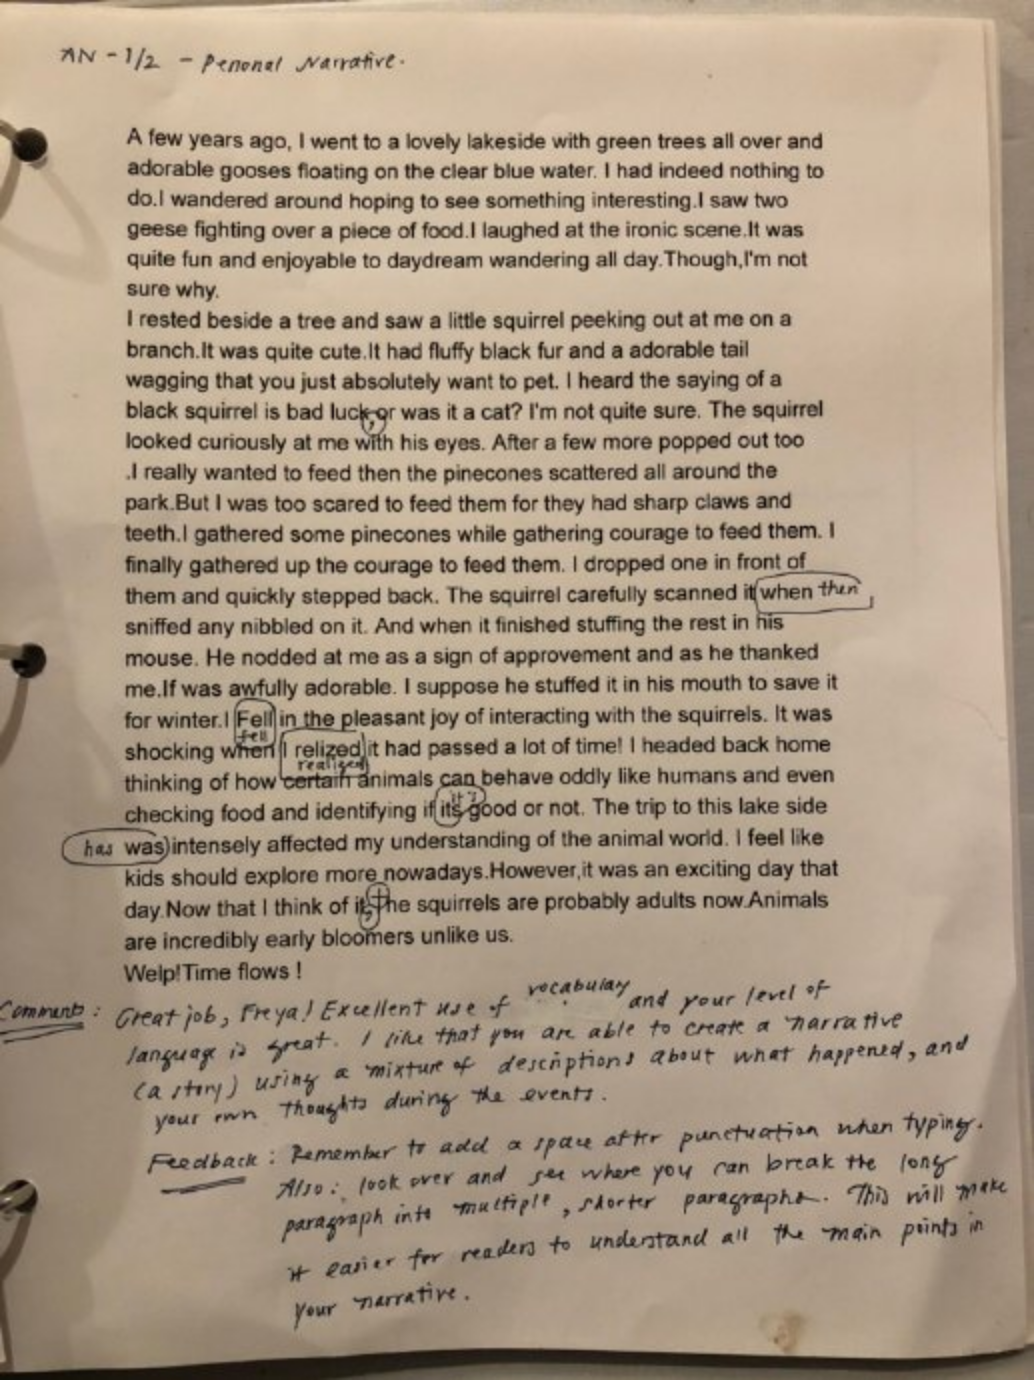 AN - 1/2 - Personal Narrative.
A few years ago, I went to a lovely lakeside with green trees all over and
adorable gooses floating on the clear blue water. I had indeed nothing to
do.I wandered around hoping to see something interesting.I saw two
geese fighting over a piece of food.I laughed at the ironic scene.It was
quite fun and enjoyable to daydream wandering all day.Though,I'm not
sure why.
I rested beside a tree and saw a little squirrel peeking out at me on a
branch.It was quite cute.It had fluffy black fur and a adorable tail
wagging that you just absolutely want to pet. I heard the saying of a
black squirrel is bad luck, or was it a cat? I'm not quite sure. The squirrel
looked curiously at me with his eyes. After a few more popped out too
.I really wanted to feed then the pinecones scattered all around the
park.But I was too scared to feed them for they had sharp claws and
teeth.I gathered some pinecones while gathering courage to feed them. I
finally gathered up the courage to feed them. I dropped one in front of
them and quickly stepped back. The squirrel carefully scanned it when then,
sniffed any nibbled on it. And when it finished stuffing the rest in his
mouse. He nodded at me as a sign of approvement and as he thanked
me.If was awfully adorable. I suppose he stuffed it in his mouth to save it
for winter.I Fell in the pleasant joy of interacting with the squirrels. It was
fell
shocking when I relized it had passed a lot of time! I headed back home
realized
thinking of how certain animals can behave oddly like humans and even
it's
checking food and identifying if its good or not. The trip to this lake side
has was intensely affected my understanding of the animal world. I feel like
kids should explore more nowadays.However,it was an exciting day that
day.Now that I think of it, the squirrels are probably adults now.Animals
are incredibly early bloomers unlike us.
Welp!Time flows !
Comments: Great job, Freya! Excellent use of vocabulary and your level of
language is great. I like that you are able to create a narrative
(a story) using a mixture of descriptions about what happened, and
your own thoughts during the events.
Feedback: Remember to add a space after punctuation when typing.
Also: look over and see where you can break the long
paragraph into multiple, shorter paragraphs. This will make
it easier for readers to understand all the main points in
your narrative.